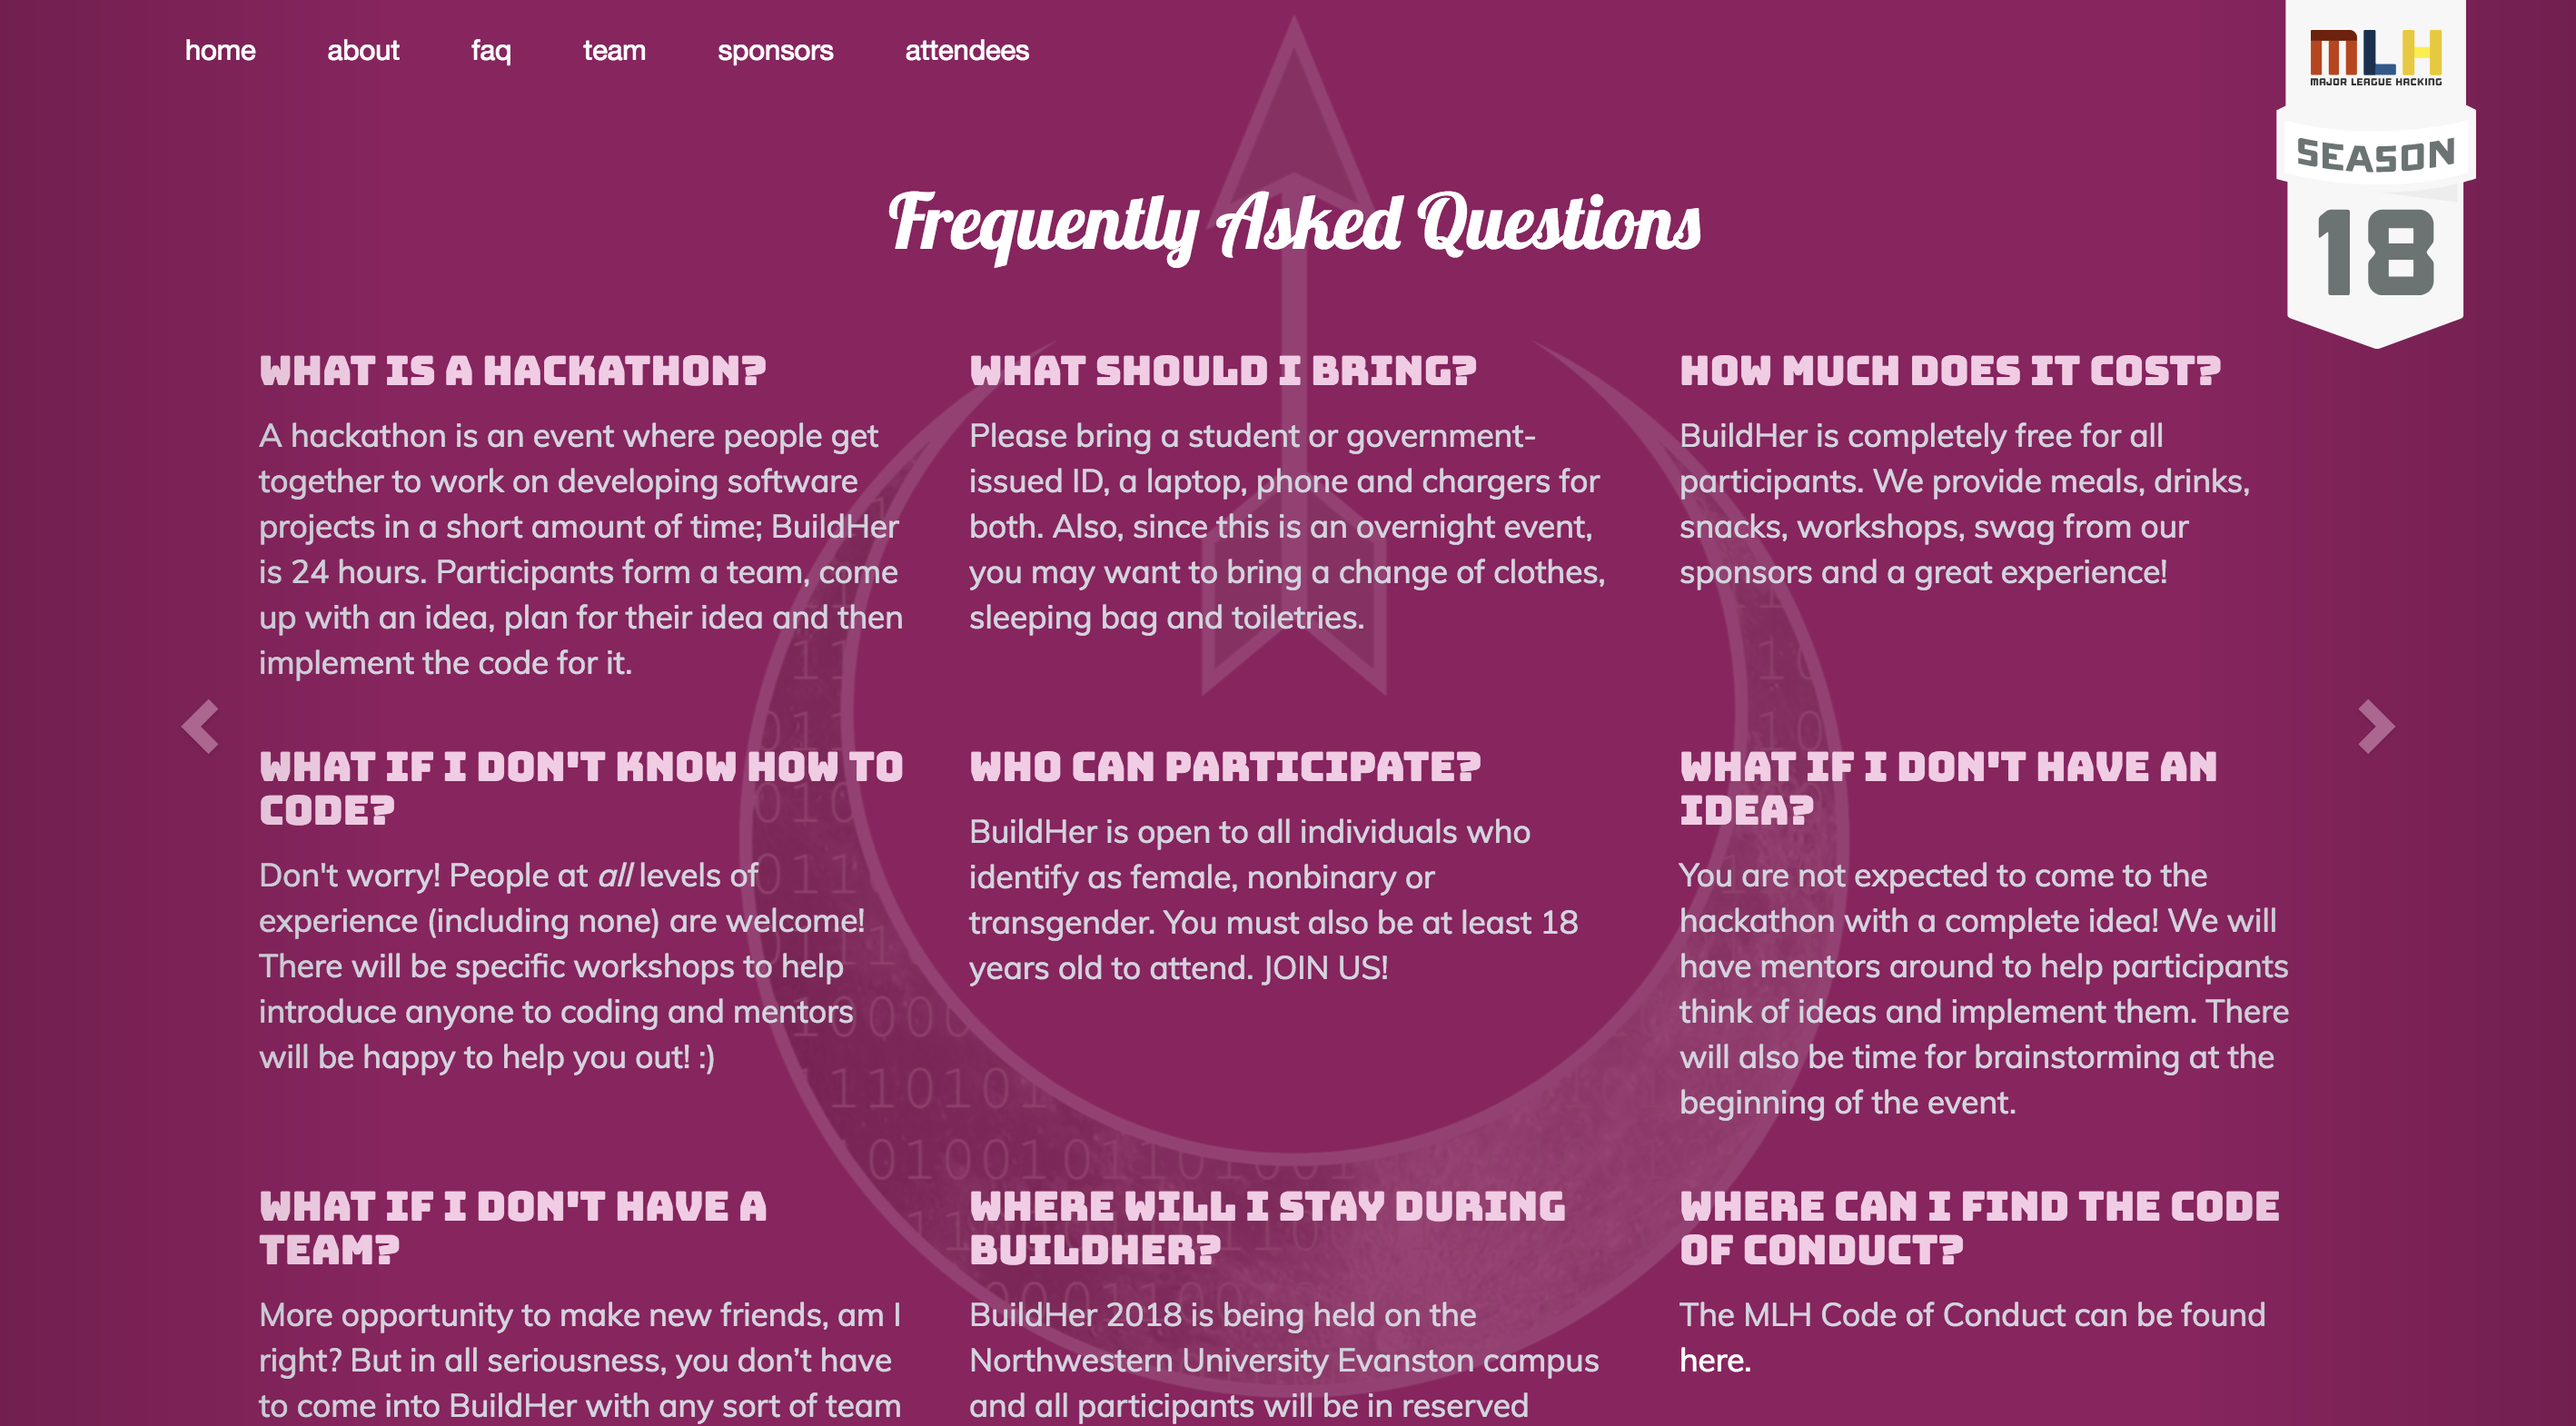 home about faq team sponsors attendees
MLH
MAJOR LEAGUE HACKING
SEASON
18
Frequently Asked Questions
WHAT IS A HACKATHON?
A hackathon is an event where people get
together to work on developing software
projects in a short amount of time; BuildHer
is 24 hours. Participants form a team, come
up with an idea, plan for their idea and then
implement the code for it.
WHAT SHOULD I BRING?
Please bring a student or government-
issued ID, a laptop, phone and chargers for
both. Also, since this is an overnight event,
you may want to bring a change of clothes,
sleeping bag and toiletries.
HOW MUCH DOES IT COST?
BuildHer is completely free for all
participants. We provide meals, drinks,
snacks, workshops, swag from our
sponsors and a great experience!
WHAT IF I DON'T KNOW HOW TO
CODE?
Don't worry! People at all levels of
experience (including none) are welcome!
There will be specific workshops to help
introduce anyone to coding and mentors
will be happy to help you out! :)
WHO CAN PARTICIPATE?
BuildHer is open to all individuals who
identify as female, nonbinary or
transgender. You must also be at least 18
years old to attend. JOIN US!
WHAT IF I DON'T HAVE AN
IDEA?
You are not expected to come to the
hackathon with a complete idea! We will
have mentors around to help participants
think of ideas and implement them. There
will also be time for brainstorming at the
beginning of the event.
WHAT IF I DON'T HAVE A
TEAM?
More opportunity to make new friends, am I
right? But in all seriousness, you don’t have
to come into BuildHer with any sort of team
WHERE WILL I STAY DURING
BUILDHER?
BuildHer 2018 is being held on the
Northwestern University Evanston campus
and all participants will be in reserved
WHERE CAN I FIND THE CODE
OF CONDUCT?
The MLH Code of Conduct can be found
here.